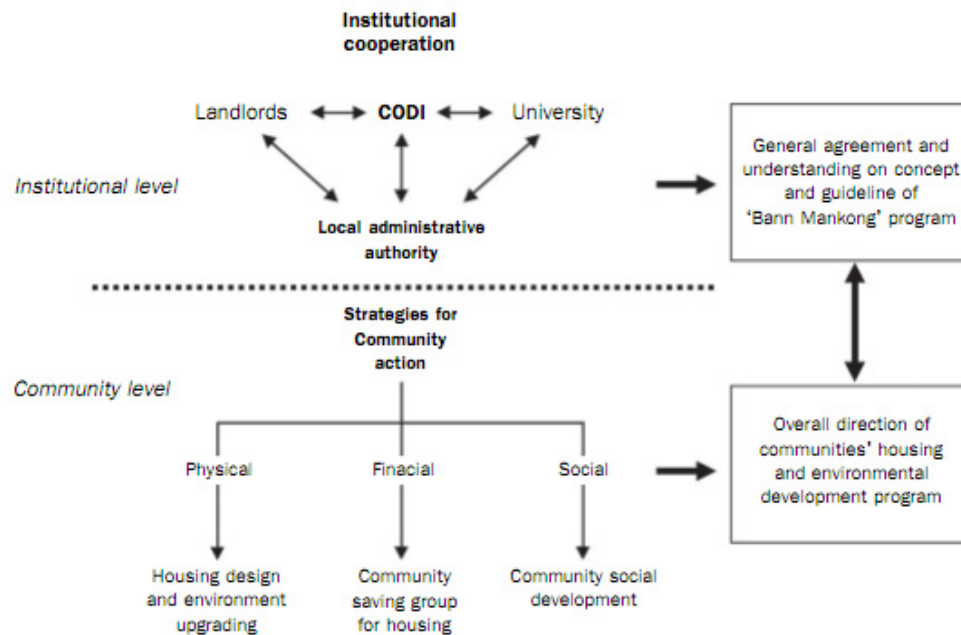 Institutional
cooperation
Landlords
CODI
University
Institutional level
Local administrative
authority
General agreement and
understanding on concept
and guideline of
‘Bann Mankong’ program
Strategies for
Community
action
Community level
Physical
Finacial
Social
Overall direction of
communities’ housing
and environmental
development program
Housing design
and environment
upgrading
Community
saving group
for housing
Community social
development